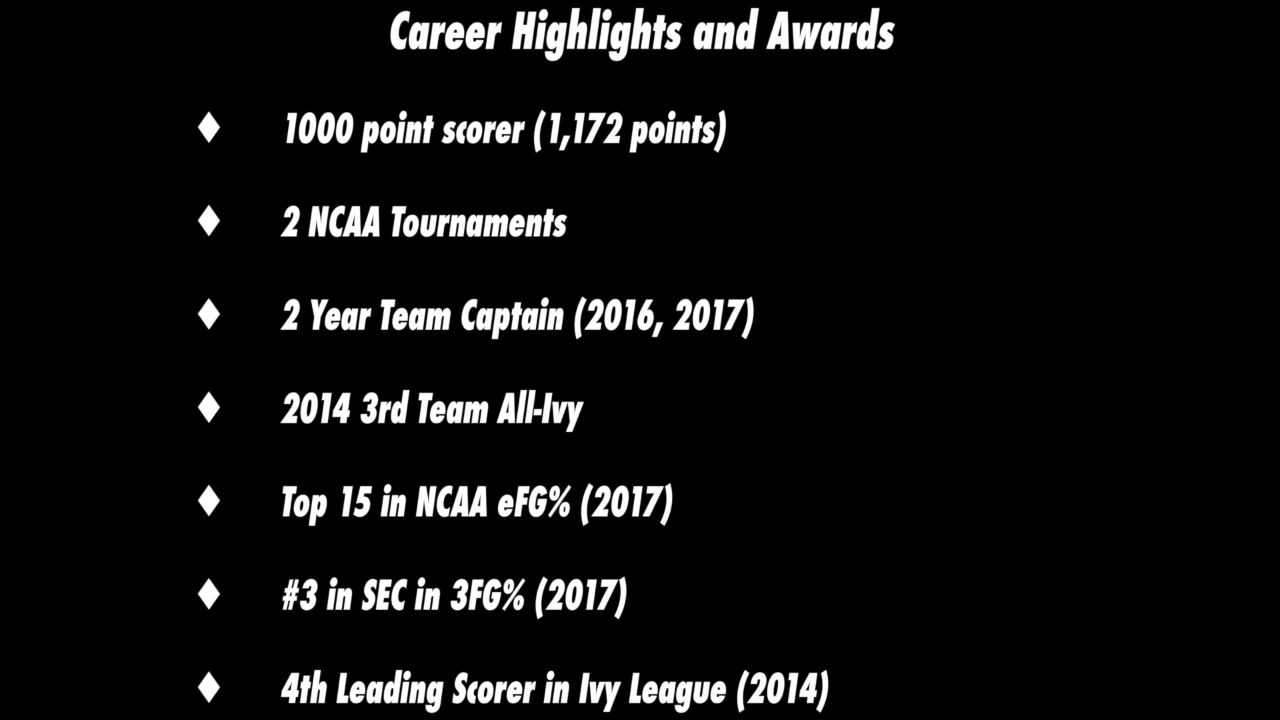 Career Highlights and Awards
♦ 1000 point scorer (1,172 points)
♦ 2 NCAA Tournaments
♦ 2 Year Team Captain (2016, 2017)
♦ 2014 3rd Team All-Ivy
♦ Top 15 in NCAA eFG% (2017)
♦ #3 in SEC in 3FG% (2017)
♦ 4th Leading Scorer in Ivy League (2014)